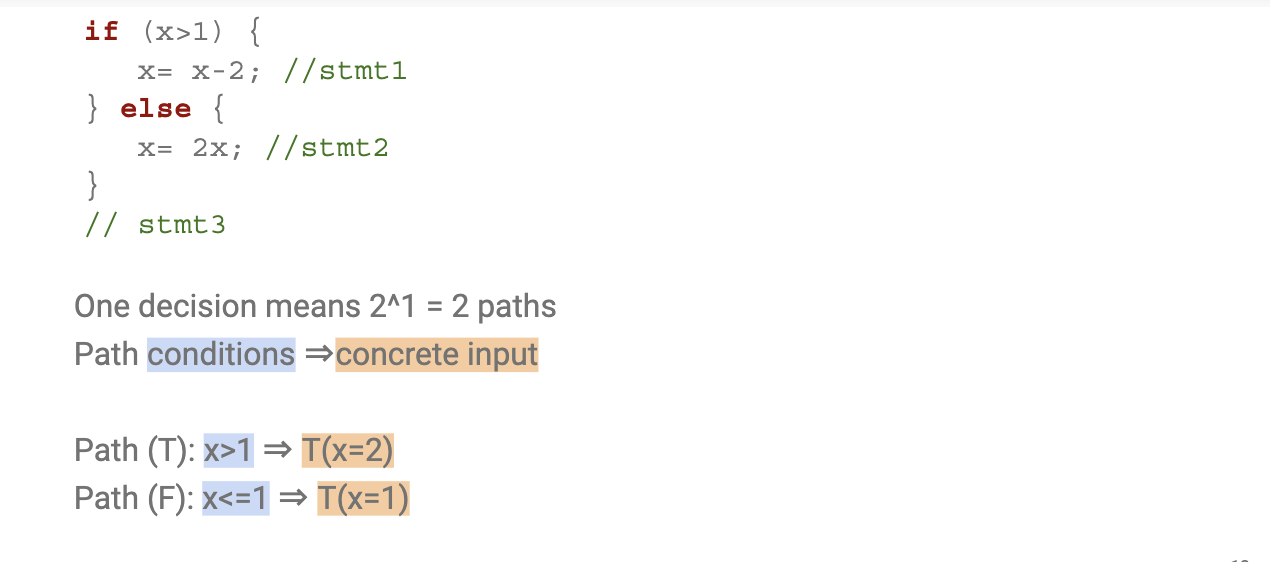 if (x>1) {
x= x-2; //stmt1
} else {
x= 2x; //stmt2
}
// stmt3
One decision means 2^1 = 2 paths
Path conditions ⇒concrete input
Path (T): x>1 ⇒ T(x=2)
Path (F): x<=1 ⇒ T(x=1)